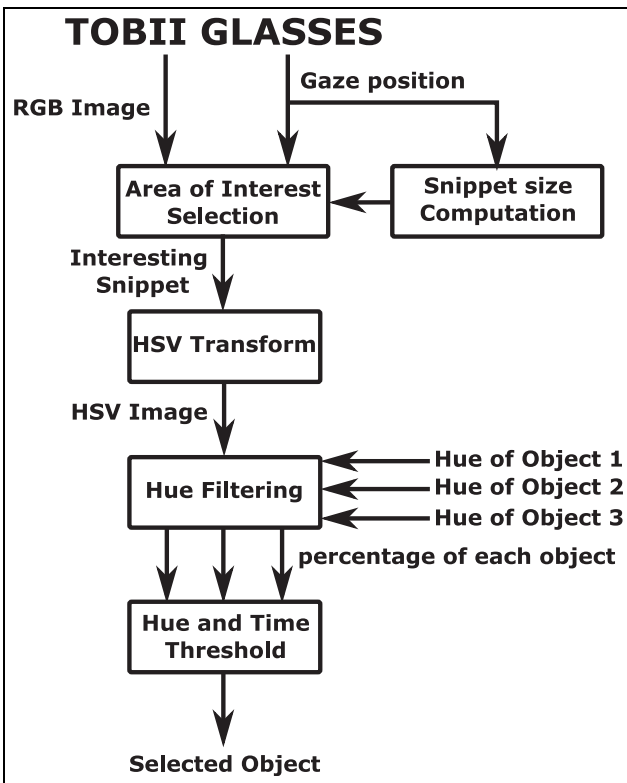 TOBII GLASSES
Gaze position
RGB Image
Area of Interest
Selection
Snippet size
Computation
Interesting
Snippet
HSV Transform
HSV Image
Hue Filtering
Hue of Object 1
Hue of Object 2
Hue of Object 3
percentage of each object
Hue and Time
Threshold
Selected Object